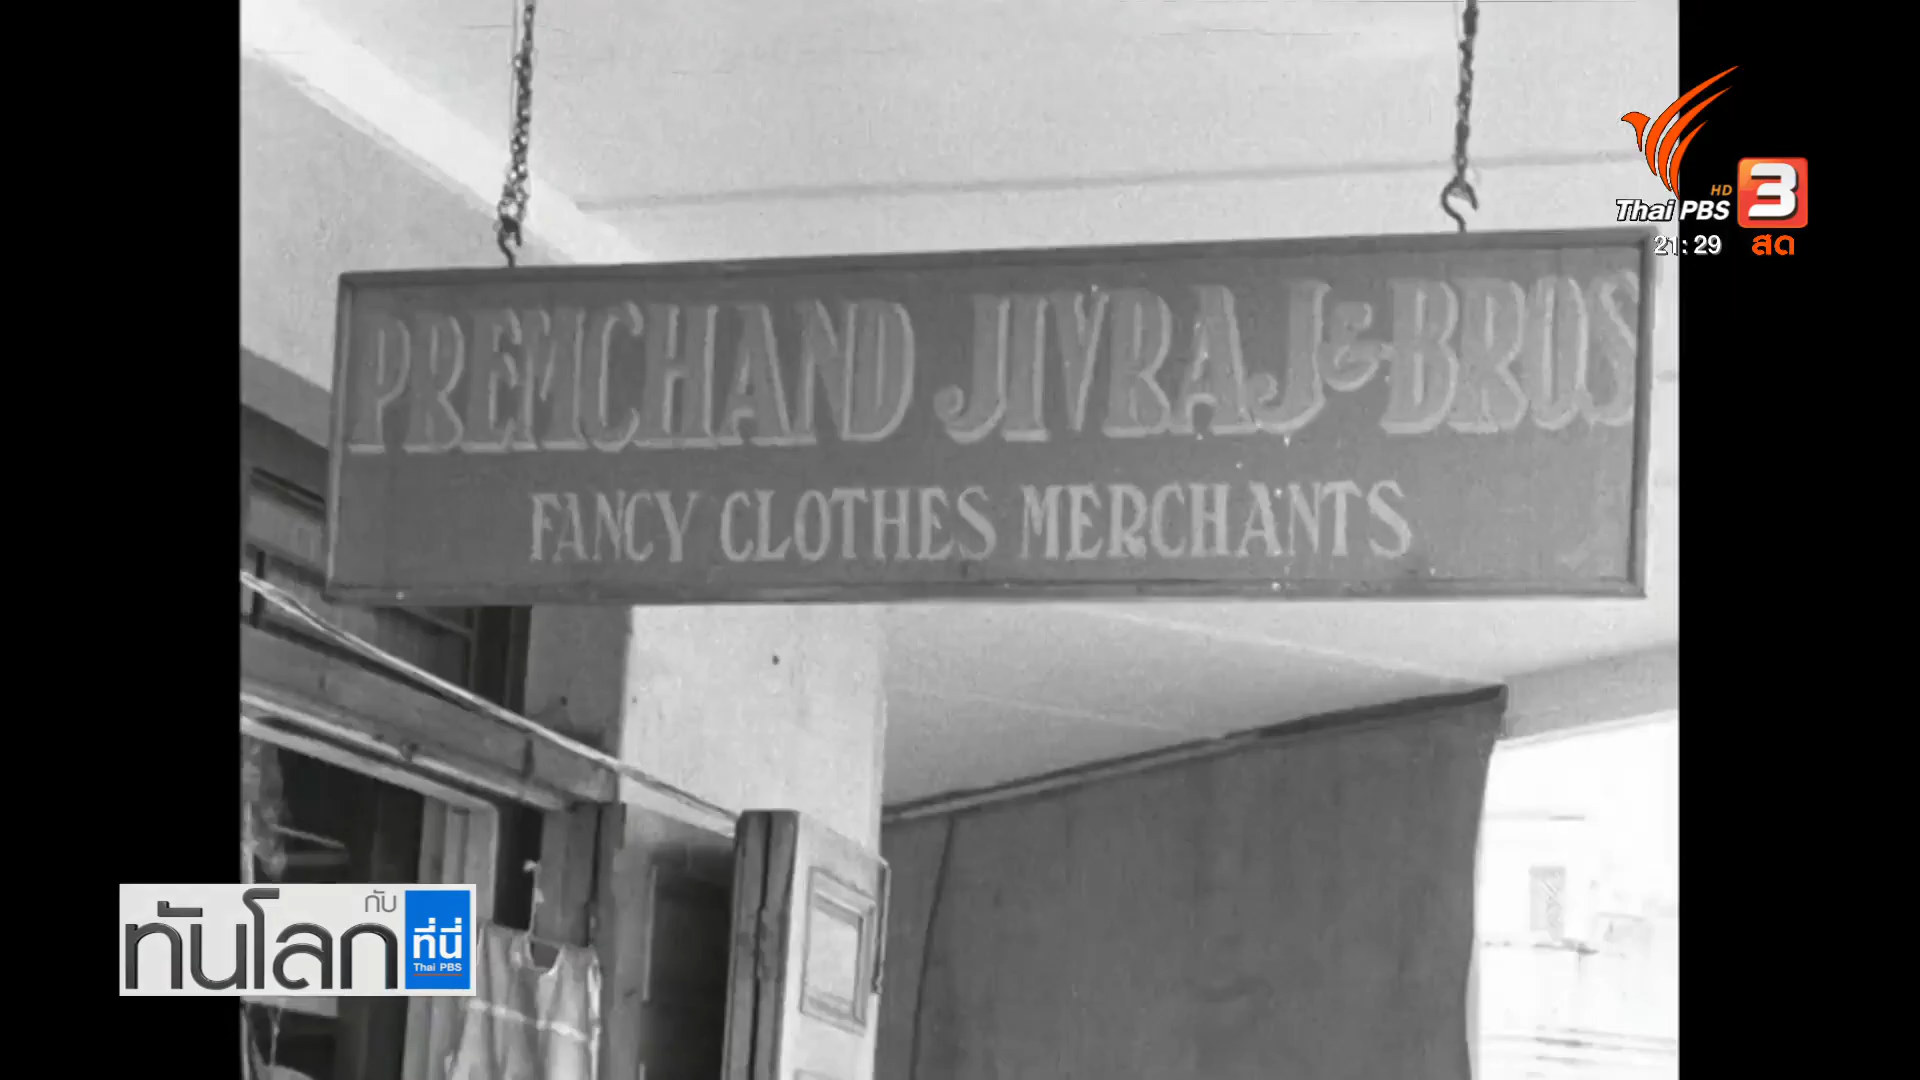 PREMCHAND JIVRAJ & BROS
FANCY CLOTHES MERCHANTS
HD
Thai PBS 3
21:29 สด
ทันโลก กับ ที่นี่
Thai PBS